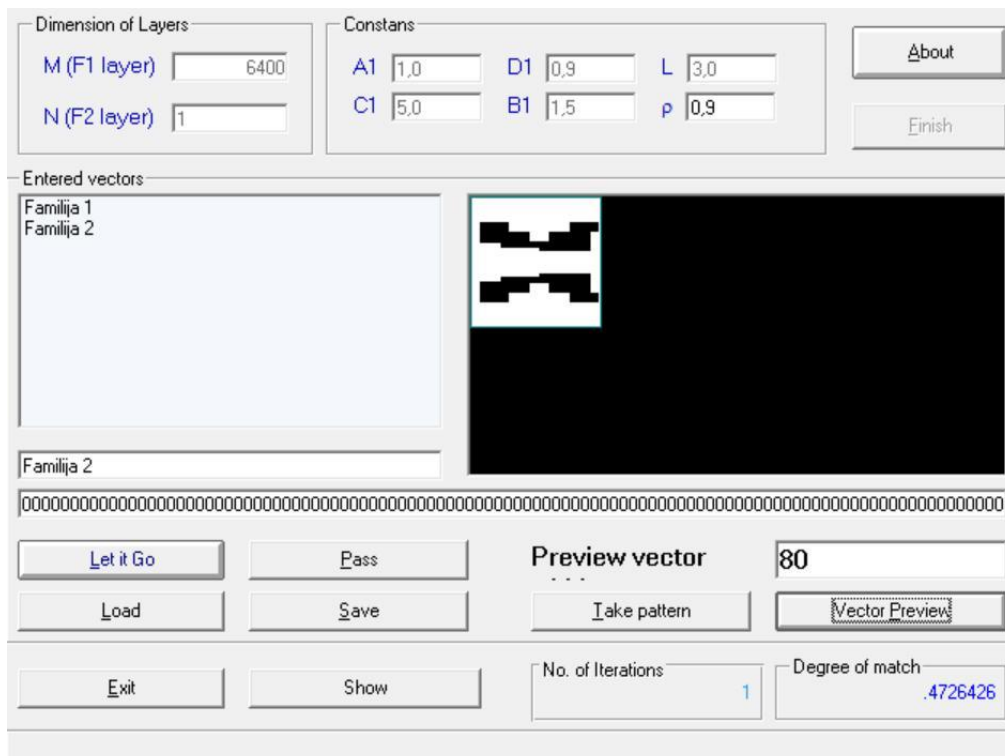 Dimension of Layers
M (F1 layer) 6400
N (F2 layer) 1
Constans
A1 1,0 D1 0,9 L 3,0
C1 5,0 B1 1,5 ρ 0,9
About
Finish
Entered vectors
Familija 1
Familija 2
Familija 2
Let it Go
Pass
Preview vector
80
Load
Save
Take pattern
Vector Preview
Exit
Show
No. of Iterations
1
Degree of match
.4726426